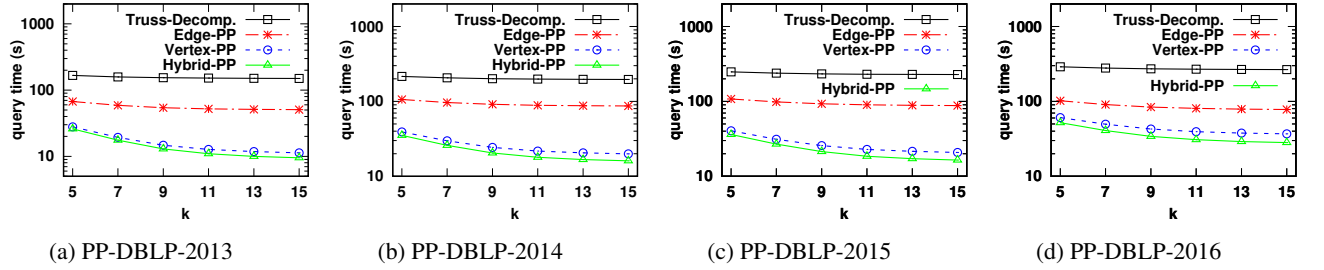 1000
100
10
query time (s)
Truss-Decomp.
Edge-PP
Vertex-PP
Hybrid-PP
5 7 9 11 13 15
k
(a) PP-DBLP-2013
1000
100
10
query time (s)
Truss-Decomp.
Edge-PP
Vertex-PP
Hybrid-PP
5 7 9 11 13 15
k
(b) PP-DBLP-2014
1000
100
10
query time (s)
Truss-Decomp.
Edge-PP
Vertex-PP
Hybrid-PP
5 7 9 11 13 15
k
(c) PP-DBLP-2015
1000
100
10
query time (s)
Truss-Decomp.
Edge-PP
Vertex-PP
Hybrid-PP
5 7 9 11 13 15
k
(d) PP-DBLP-2016